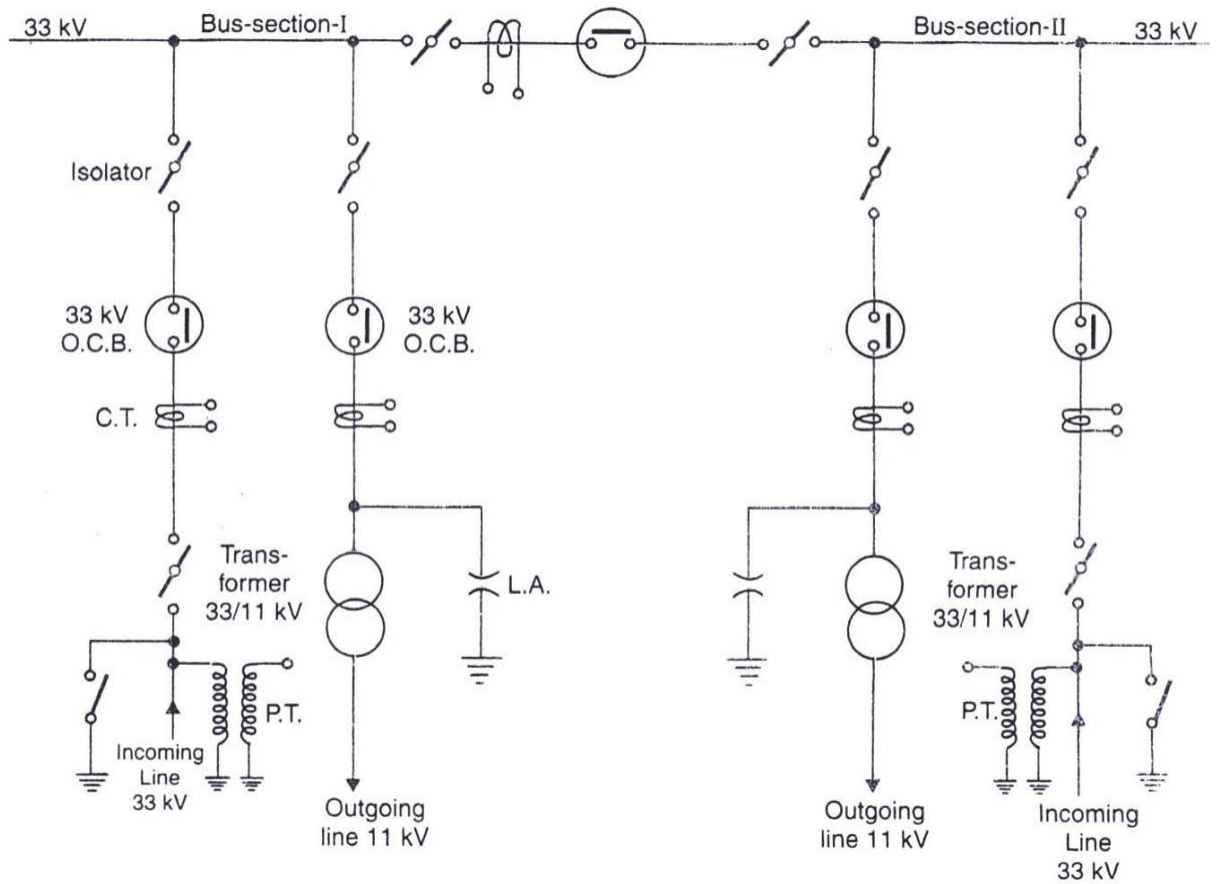 33 kV
Bus-section-I
Bus-section-II
33 kV
Isolator
33 kV
O.C.B.
33 kV
O.C.B.
C.T.
Trans-
former
33/11 kV
L.A.
Trans-
former
33/11 kV
P.T.
P.T.
Incoming
Line
33 kV
Outgoing
line 11 kV
Outgoing
line 11 kV
Incoming
Line
33 kV